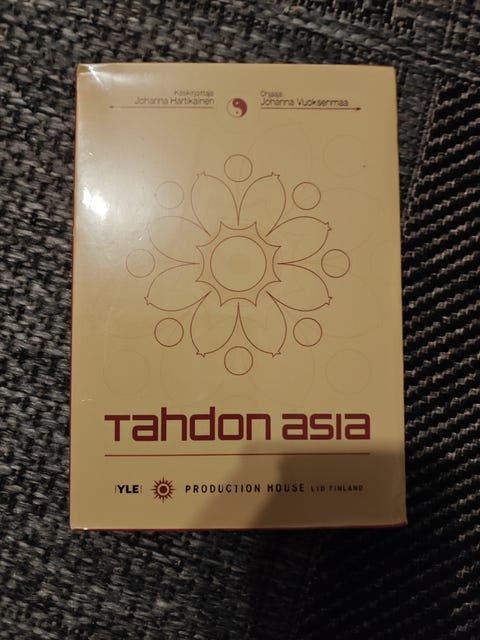 Käsikirjoittaja
Johanna Hartikainen
Ohjaaja
Johanna Vuoksenmaa
Tahdon asia
YLE PRODUCTION HOUSE LTD FINLAND